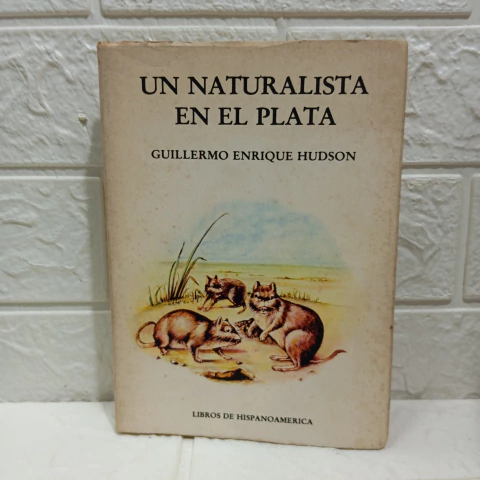 UN NATURALISTA
EN EL PLATA
GUILLERMO ENRIQUE HUDSON
LIBROS DE HISPANOAMERICA